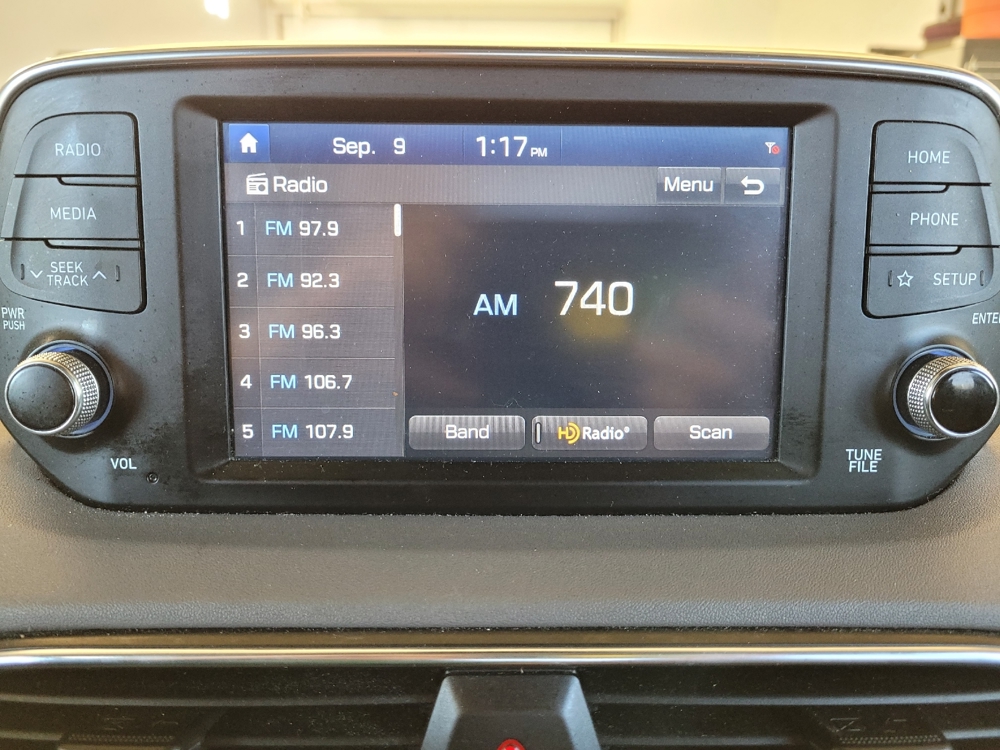 RADIO
MEDIA
SEEK
TRACK
PWR
PUSH
VOL
Sep. 9 1:17 PM
Radio Menu
1 FM 97.9
2 FM 92.3
3 FM 96.3
4 FM 106.7
5 FM 107.9
AM 740
Band HD Radio® Scan
HOME
PHONE
SETUP
ENTE
TUNE
FILE